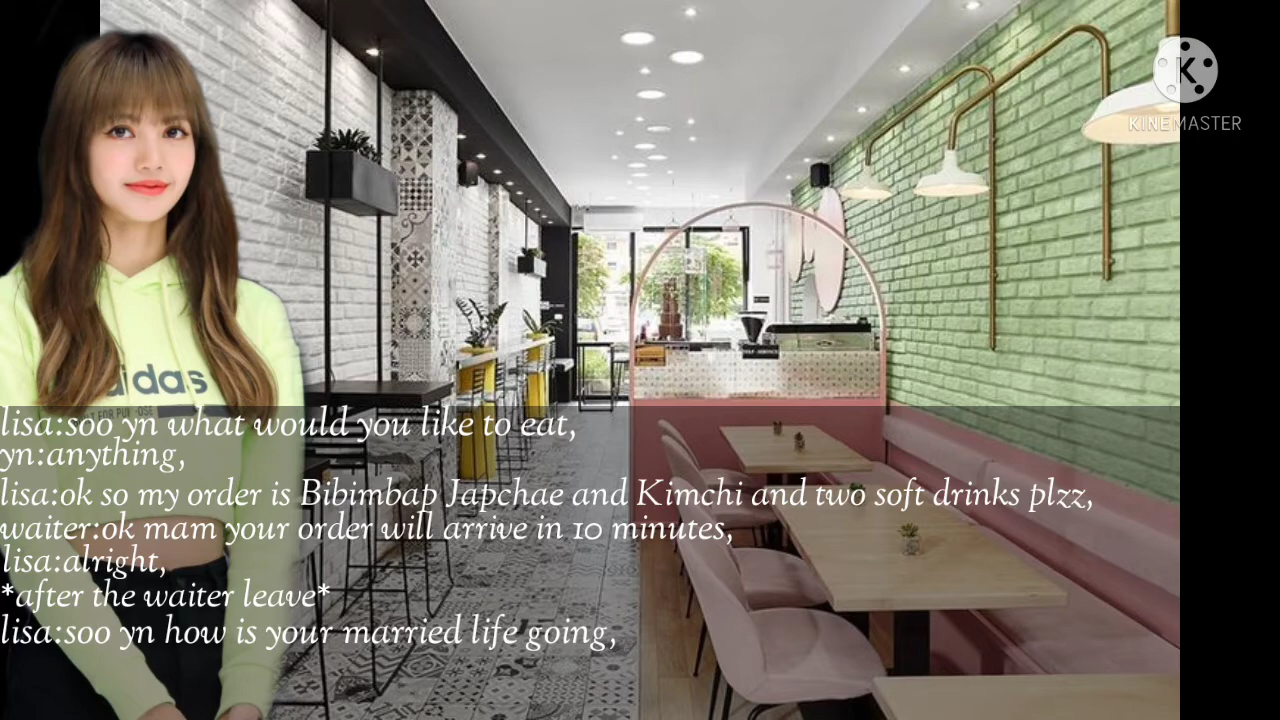 KINEMASTER
adidas
lisa:soo yn what would you like to eat,
yn:anything,
lisa:ok so my order is Bibimbap Japchae and Kimchi and two soft drinks plzz,
waiter:ok mam your order will arrive in 10 minutes,
lisa:alright,
*after the waiter leave*
lisa:soo yn how is your married life going,